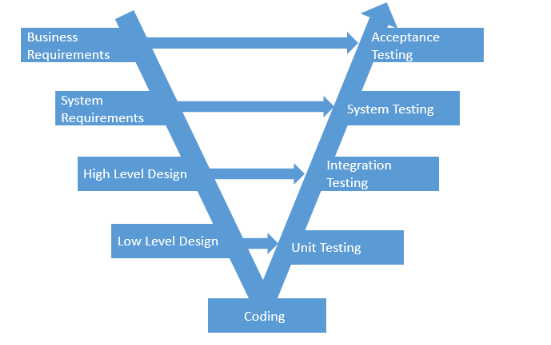 Business
Requirements
Acceptance
Testing
System
Requirements
System Testing
High Level Design
Integration
Testing
Low Level Design
Unit Testing
Coding